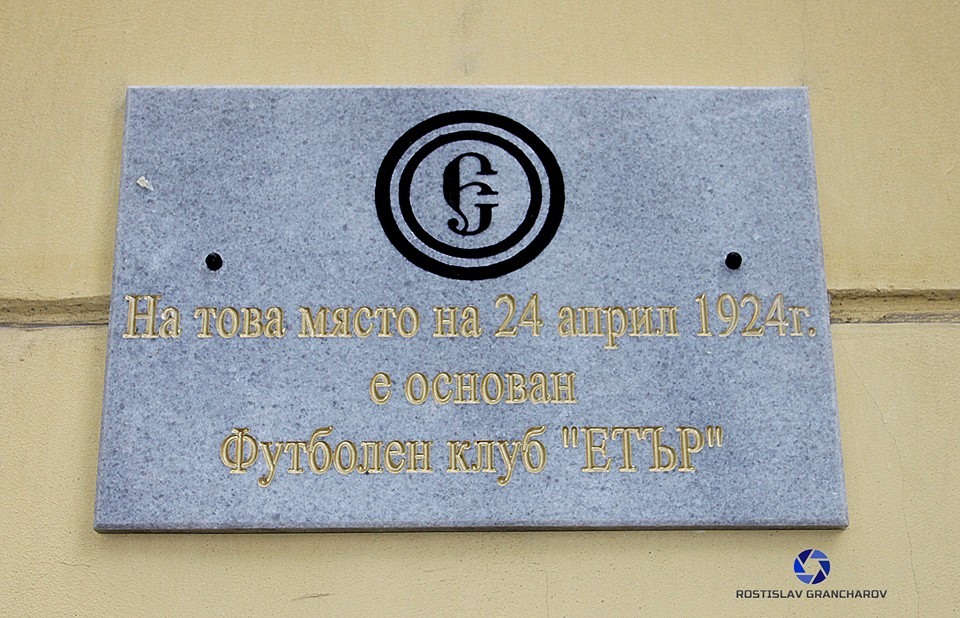 На това място на 24 април 1924г.
е основан
Футболен клуб "ЕТЪР"
ROSTISLAV GRANCHAROV